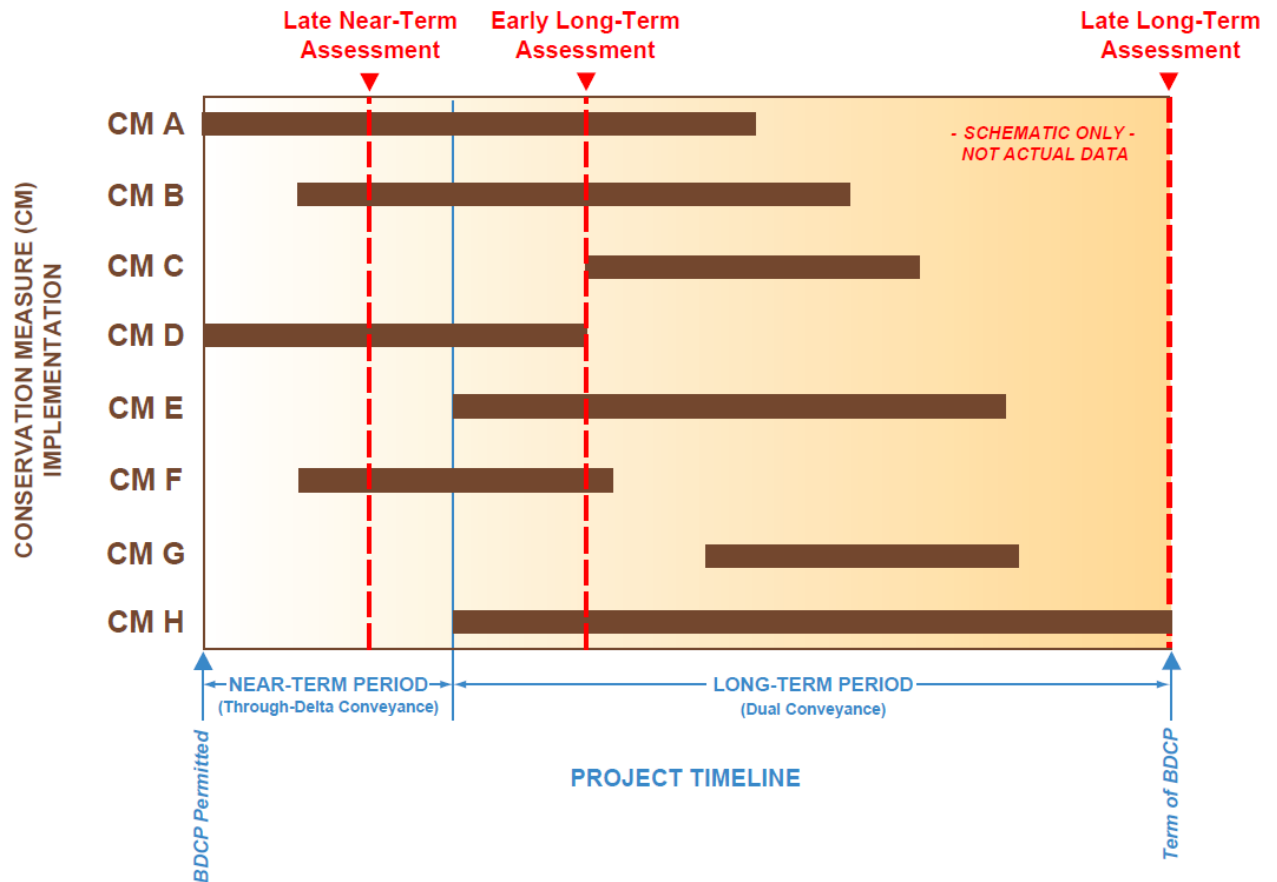 Late Near-Term
Assessment
Early Long-Term
Assessment
Late Long-Term
Assessment
- SCHEMATIC ONLY -
NOT ACTUAL DATA
CONSERVATION MEASURE (CM)
IMPLEMENTATION
CM A
CM B
CM C
CM D
CM E
CM F
CM G
CM H
NEAR-TERM PERIOD
(Through-Delta Conveyance)
LONG-TERM PERIOD
(Dual Conveyance)
BDCP Permitted
PROJECT TIMELINE
Term of BDCP